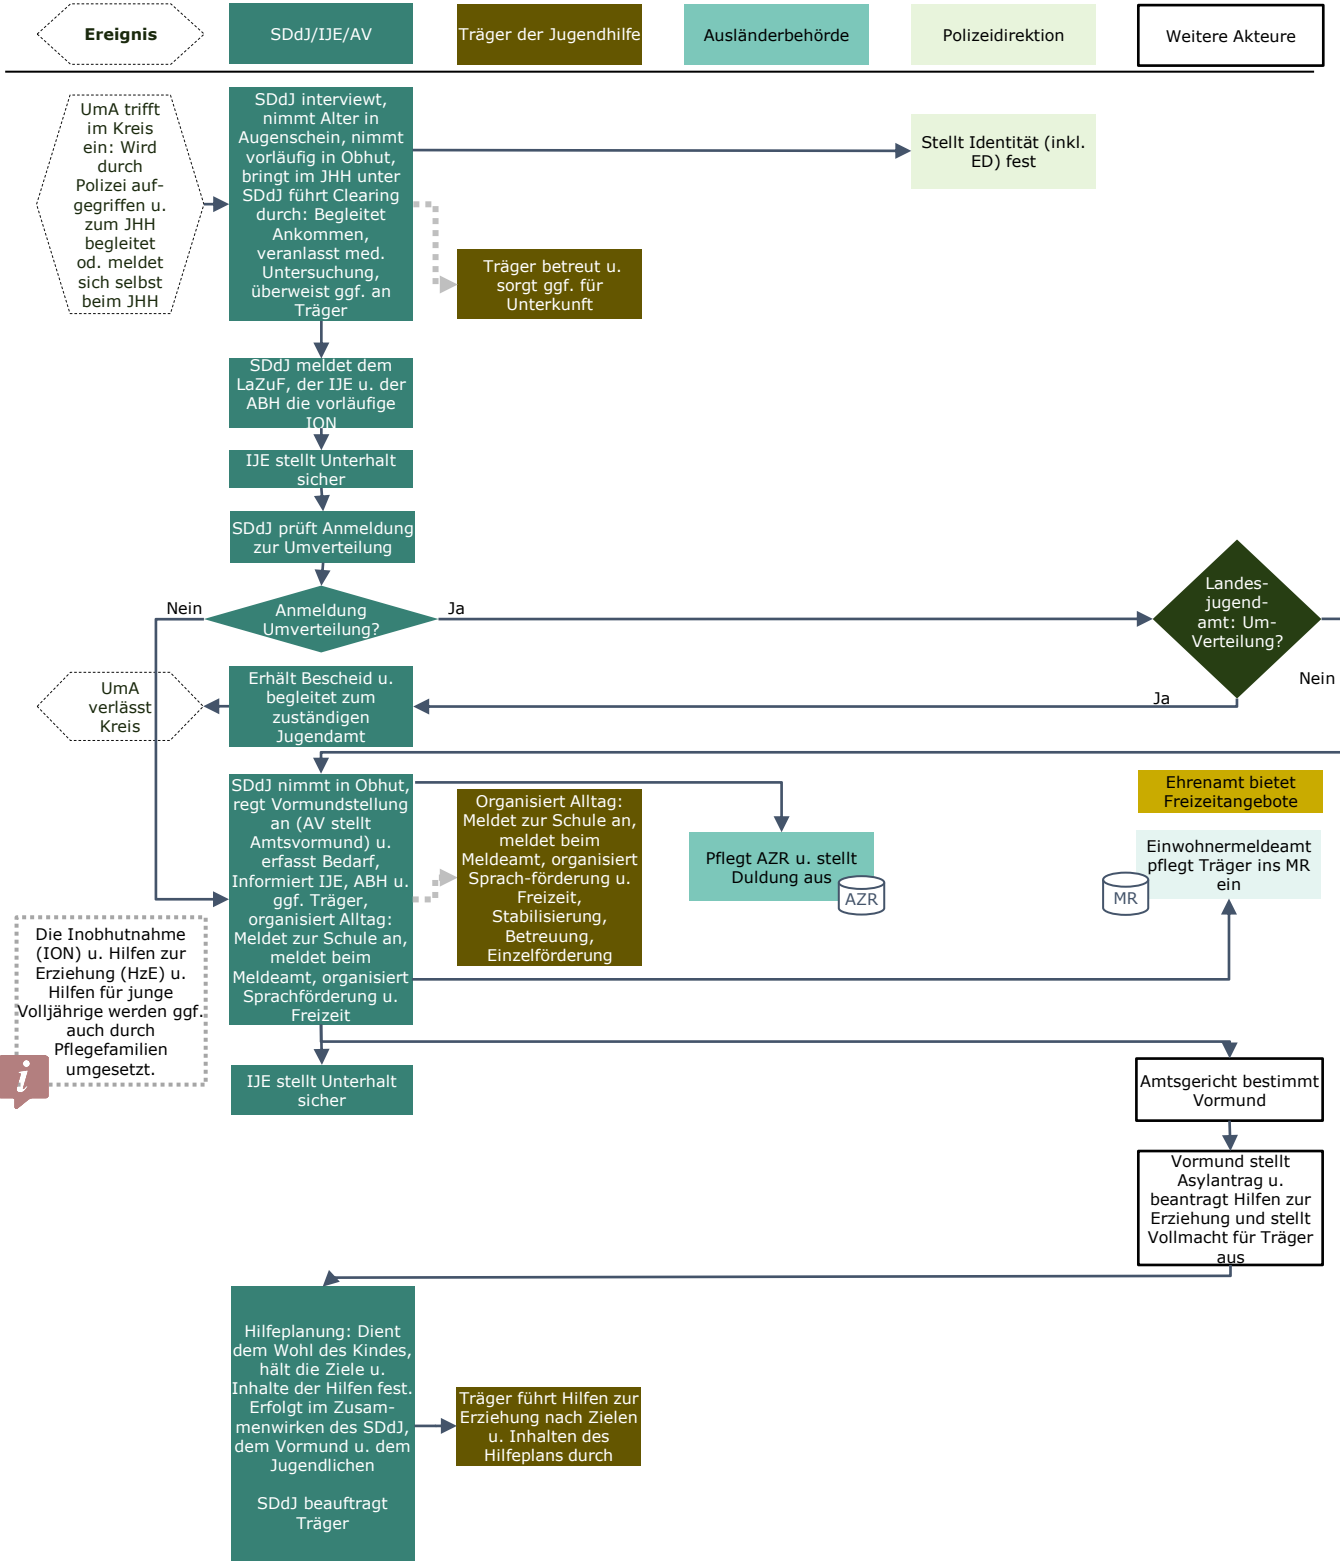 Ereignis
SDdJ/IJE/AV
Träger der Jugendhilfe
Ausländerbehörde
Polizeidirektion
Weitere Akteure
UmA trifft
im Kreis
ein: Wird
durch
Polizei auf-
gegriffen u.
zum JHH
begleitet
od. meldet
sich selbst
beim JHH
SDdJ interviewt,
nimmt Alter in
Augenschein, nimmt
vorläufig in Obhut,
bringt im JHH unter
SDdJ führt Clearing
durch: Begleitet
Ankommen,
veranlasst med.
Untersuchung,
überweist ggf. an
Träger
Stellt Identität (inkl.
ED) fest
Träger betreut u.
sorgt ggf. für
Unterkunft
SDdJ meldet dem
LaZuF, der IJE u. der
ABH die vorläufige
ION
IJE stellt Unterhalt
sicher
SDdJ prüft Anmeldung
zur Umverteilung
Nein
Anmeldung
Umverteilung?
Ja
Landes-
jugend-
amt: Um-
Verteilung?
Nein
Ja
UmA
verlässt
Kreis
Erhält Bescheid u.
begleitet zum
zuständigen
Jugendamt
SDdJ nimmt in Obhut,
regt Vormundstellung
an (AV stellt
Amtsvormund) u.
erfasst Bedarf,
Informiert IJE, ABH u.
ggf. Träger,
organisiert Alltag:
Meldet zur Schule an,
meldet beim
Meldeamt, organisiert
Sprachförderung u.
Freizeit
Organisiert Alltag:
Meldet zur Schule an,
meldet beim
Meldeamt, organisiert
Sprach-förderung u.
Freizeit,
Stabilisierung,
Betreuung,
Einzelförderung
Pflegt AZR u. stellt
Duldung aus
AZR
Ehrenamt bietet
Freizeitangebote
Einwohnermeldeamt
pflegt Träger ins MR
ein
MR
Die Inobhutnahme
(ION) u. Hilfen zur
Erziehung (HzE) u.
Hilfen für junge
Volljährige werden ggf.
auch durch
Pflegefamilien
umgesetzt.
i
IJE stellt Unterhalt
sicher
Amtsgericht bestimmt
Vormund
Vormund stellt
Asylantrag u.
beantragt Hilfen zur
Erziehung und stellt
Vollmacht für Träger
aus
Hilfeplanung: Dient
dem Wohl des Kindes,
hält die Ziele u.
Inhalte der Hilfen fest.
Erfolgt im Zusam-
menwirken des SDdJ,
dem Vormund u. dem
Jugendlichen
SDdJ beauftragt
Träger
Träger führt Hilfen zur
Erziehung nach Zielen
u. Inhalten des
Hilfeplans durch